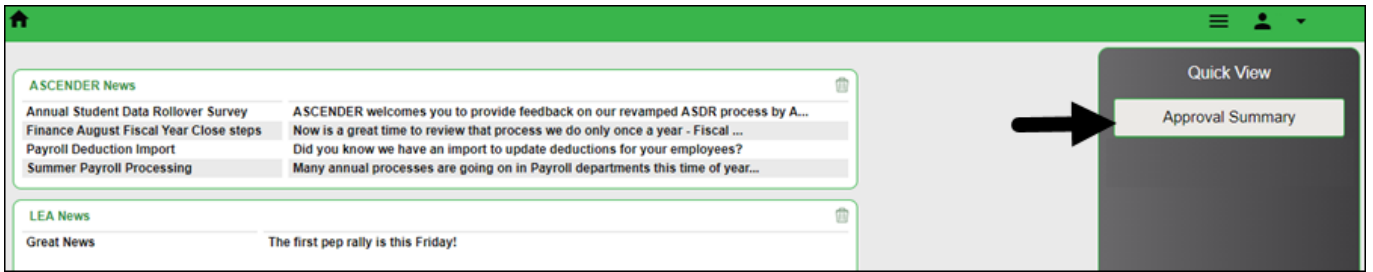 ASCENDER News
Annual Student Data Rollover Survey ASCENDER welcomes you to provide feedback on our revamped ASDR process by A...
Finance August Fiscal Year Close steps Now is a great time to review that process we do only once a year - Fiscal ...
Payroll Deduction Import Did you know we have an import to update deductions for your employees?
Summer Payroll Processing Many annual processes are going on in Payroll departments this time of year...
LEA News
Great News The first pep rally is this Friday!
Quick View
Approval Summary